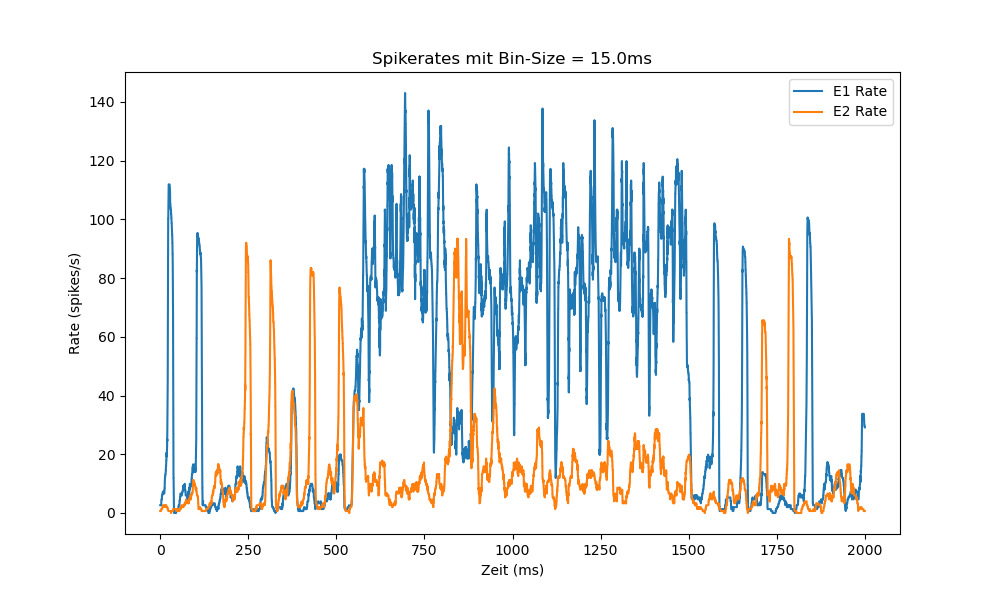 Spikerates mit Bin-Size = 15.0ms
E1 Rate
E2 Rate
Rate (spikes/s)
140
120
100
80
60
40
20
0
0 250 500 750 1000 1250 1500 1750 2000
Zeit (ms)